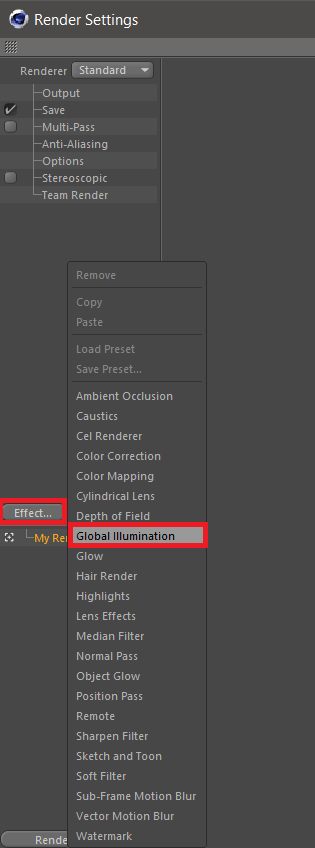 Render Settings
Renderer Standard
Output
Save
Multi-Pass
Anti-Aliasing
Options
Stereoscopic
Team Render
Remove
Copy
Paste
Load Preset
Save Preset...
Ambient Occlusion
Caustics
Cel Renderer
Color Correction
Color Mapping
Cylindrical Lens
Effect...
Depth of Field
Global Illumination
My Ren
Glow
Hair Render
Highlights
Lens Effects
Median Filter
Normal Pass
Object Glow
Position Pass
Remote
Sharpen Filter
Sketch and Toon
Soft Filter
Sub-Frame Motion Blur
Vector Motion Blur
Watermark
Rende